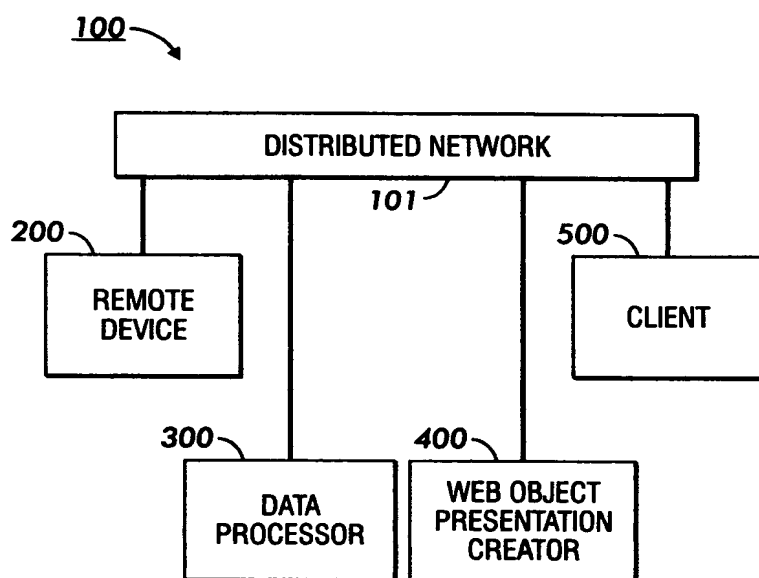 100
DISTRIBUTED NETWORK
101
200
REMOTE
DEVICE
500
CLIENT
300
DATA
PROCESSOR
400
WEB OBJECT
PRESENTATION
CREATOR